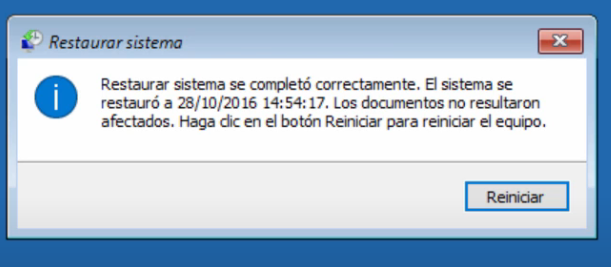 Restaurar sistema
Restaurar sistema se completó correctamente. El sistema se
restauró a 28/10/2016 14:54:17. Los documentos no resultaron
afectados. Haga clic en el botón Reiniciar para reiniciar el equipo.
Reiniciar